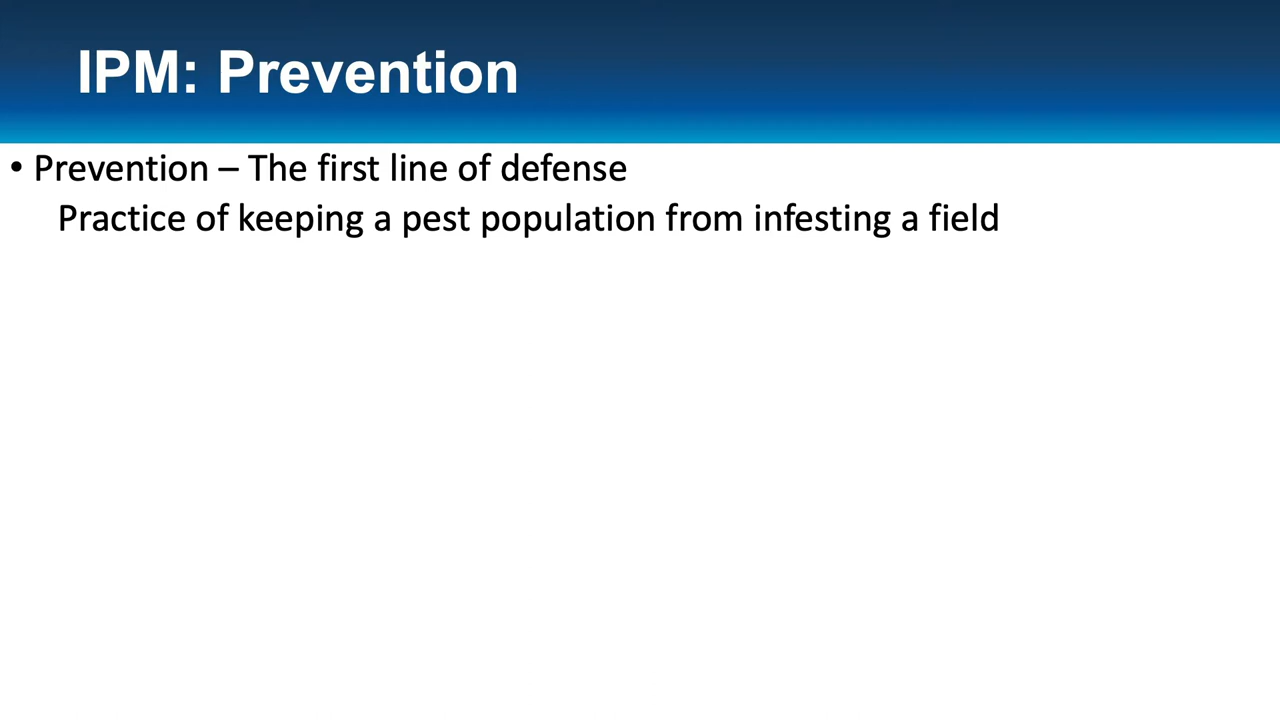 IPM: Prevention
• Prevention – The first line of defense
Practice of keeping a pest population from infesting a field